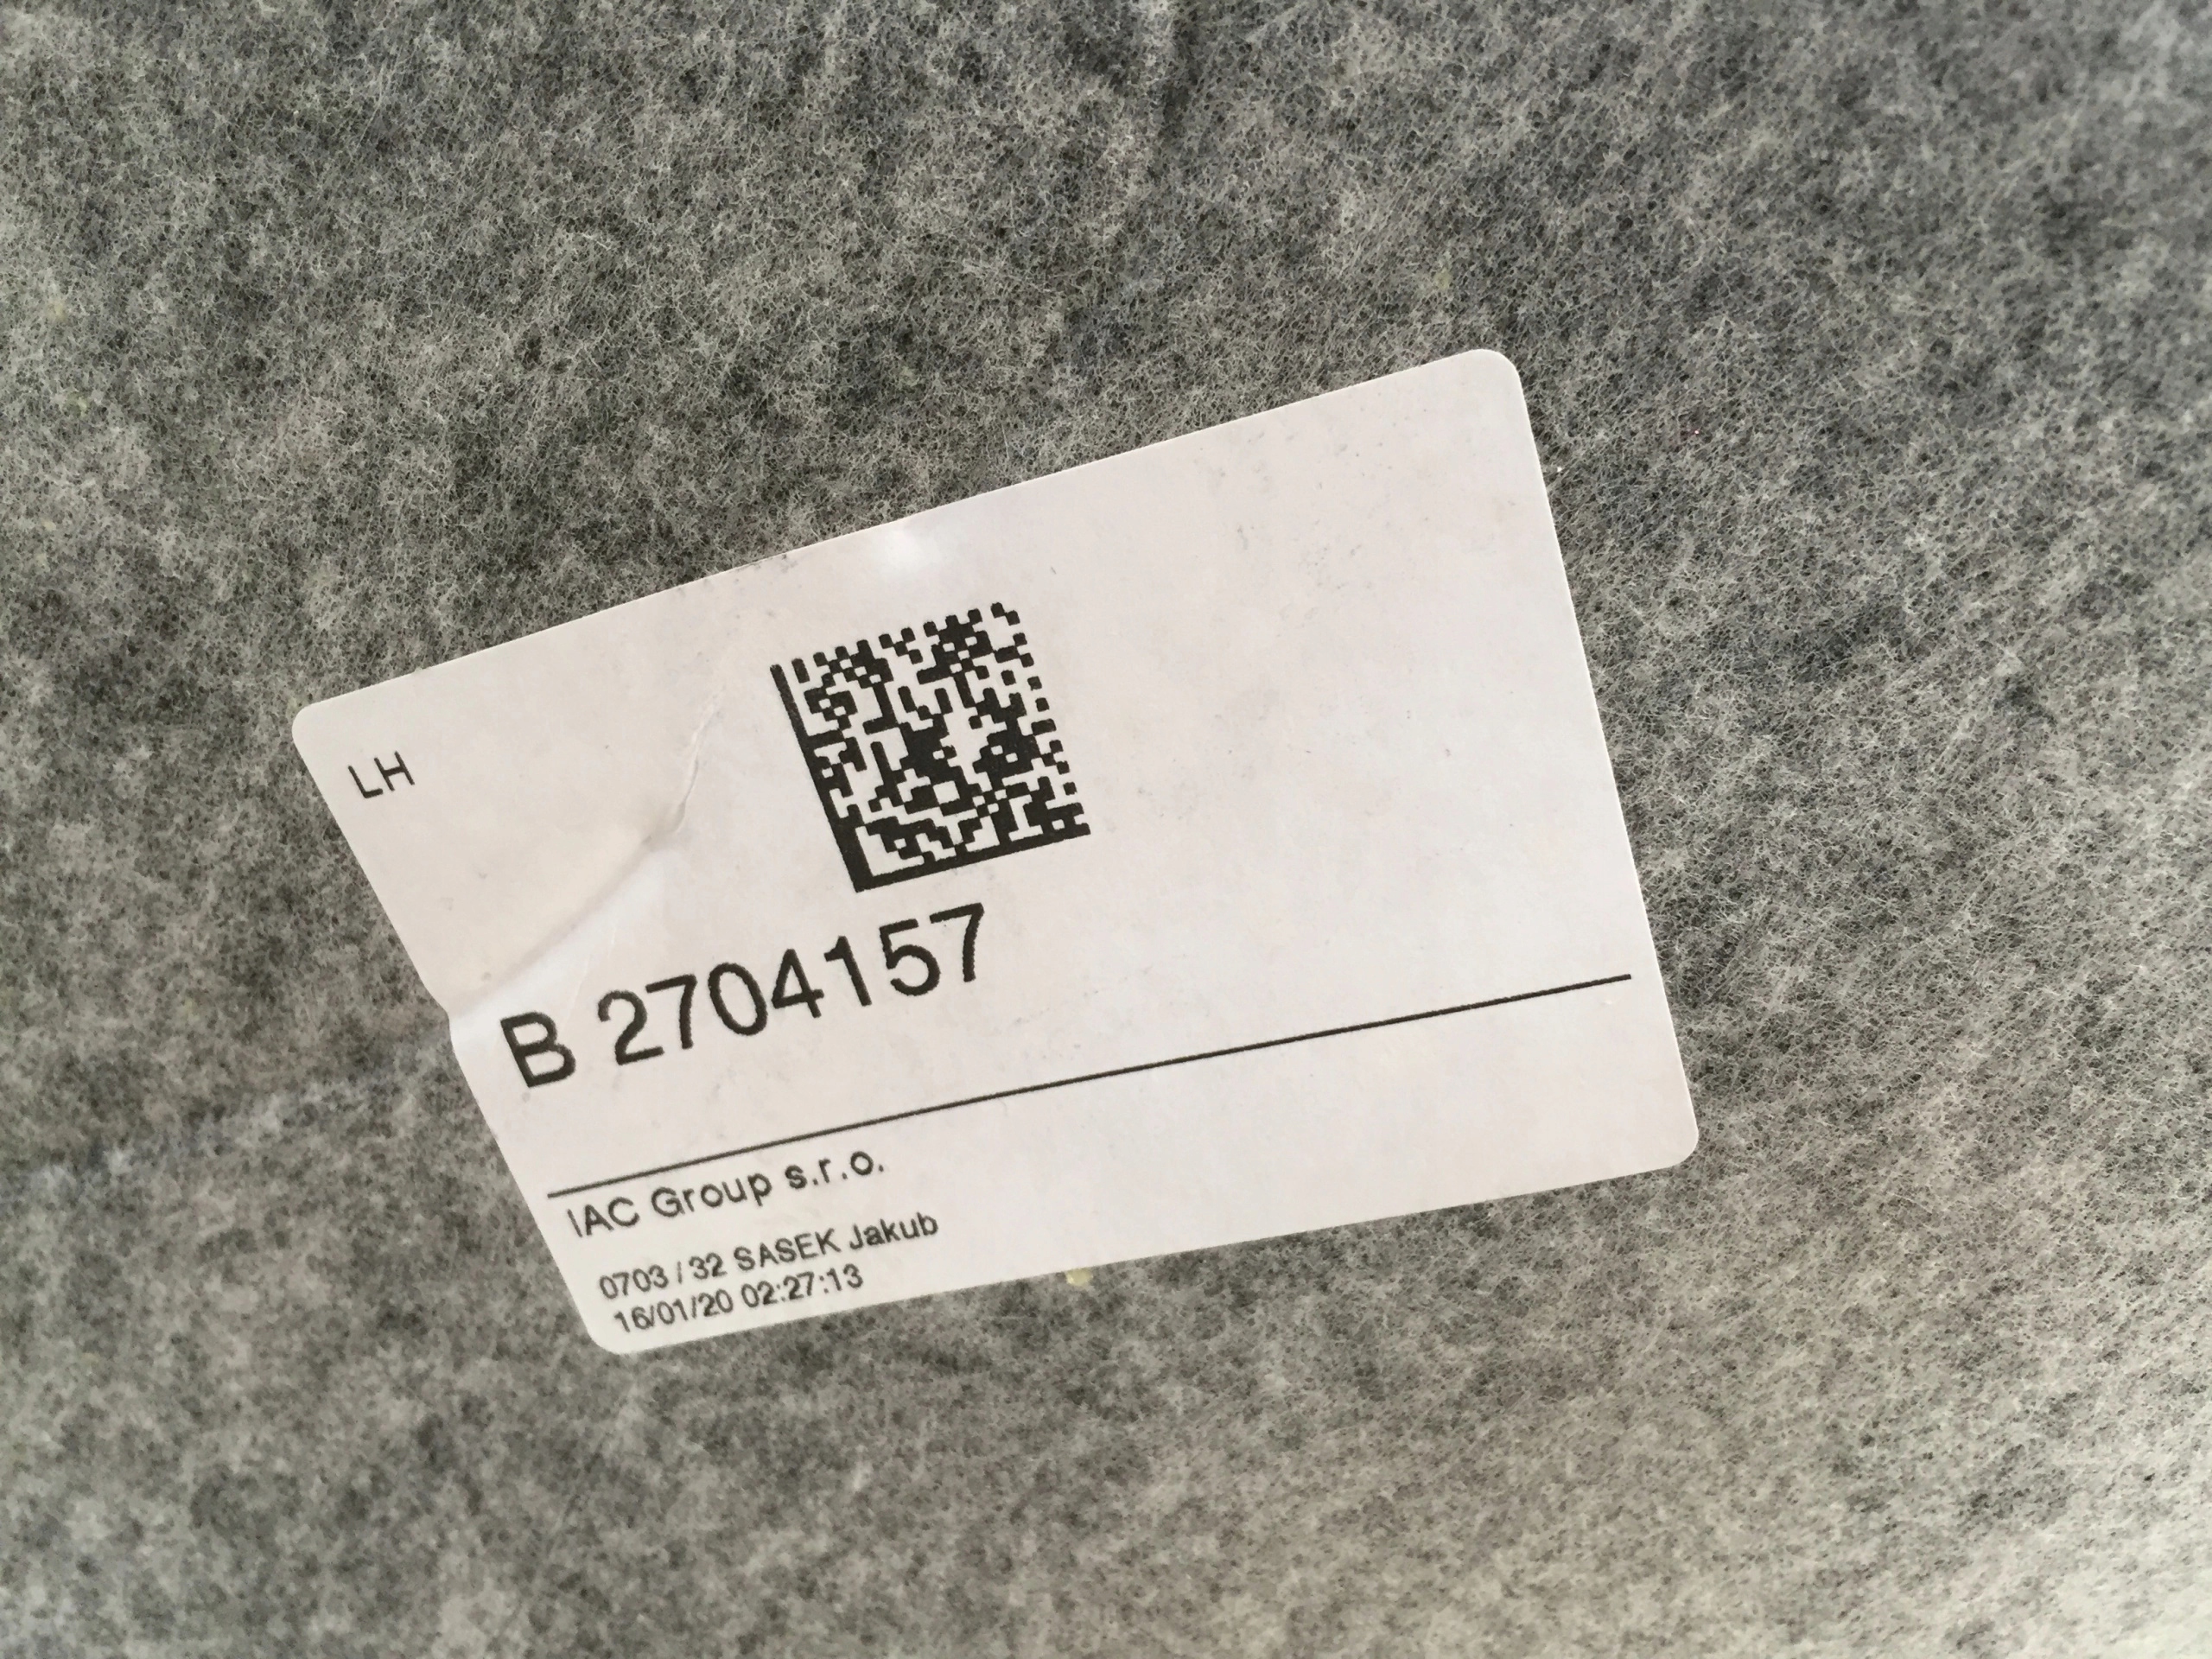 LH
B 2704157
IAC Group s.r.o.
0703 / 32 SASEK Jakub
16/01/20 02:27:13